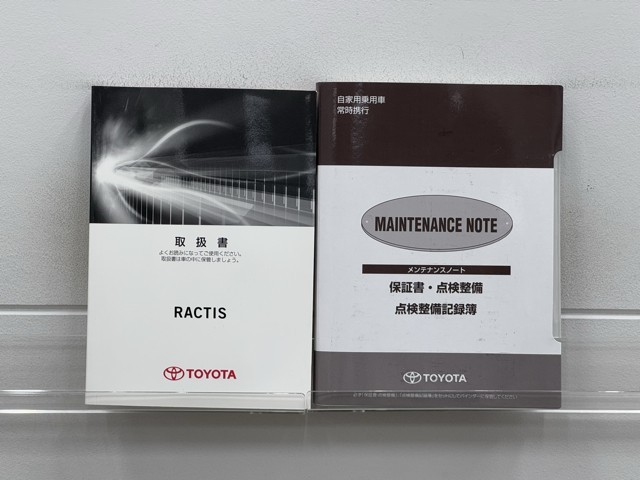 取扱書
よくお読みになってご使用ください。
取扱書は車の中に保管しましょう。
RACTIS
TOYOTA
自家用乗用車
常時携行
MAINTENANCE NOTE
メンテナンスノート
保証書・点検整備
点検整備記録簿
TOYOTA